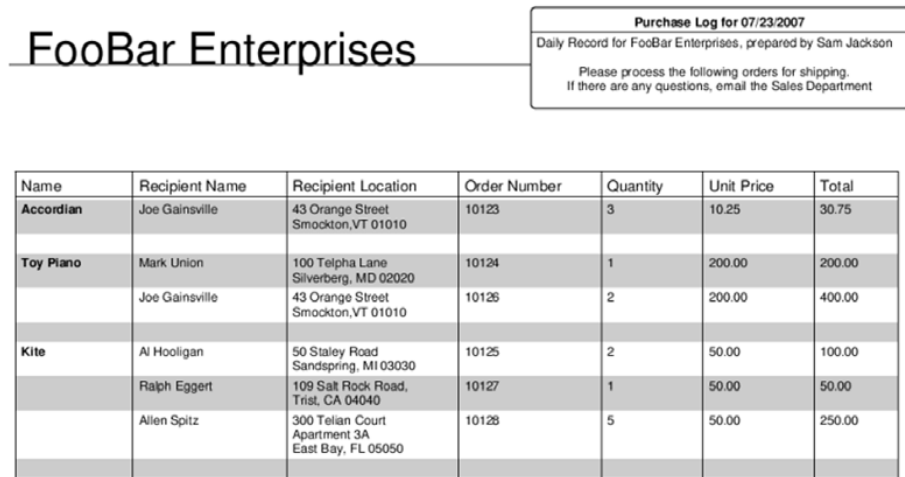 FooBar Enterprises
Purchase Log for 07/23/2007
Daily Record for FooBar Enterprises, prepared by Sam Jackson
Please process the following orders for shipping.
If there are any questions, email the Sales Department
Name Recipient Name Recipient Location Order Number Quantity Unit Price Total
Accordian Joe Gainsville 43 Orange Street 10123 3 10.25 30.75
Smockton,VT 01010
Toy Piano Mark Union 100 Telpha Lane 10124 1 200.00 200.00
Silverberg, MD 02020
Joe Gainsville 43 Orange Street 10126 2 200.00 400.00
Smockton,VT 01010
Kite Al Hooligan 50 Staley Road 10125 2 50.00 100.00
Sandspring, MI 03030
Ralph Eggert 109 Salt Rock Road, 10127 1 50.00 50.00
Trist, CA 04040
Allen Spitz 300 Telian Court 10128 5 50.00 250.00
Apartment 3A
East Bay, FL 05050